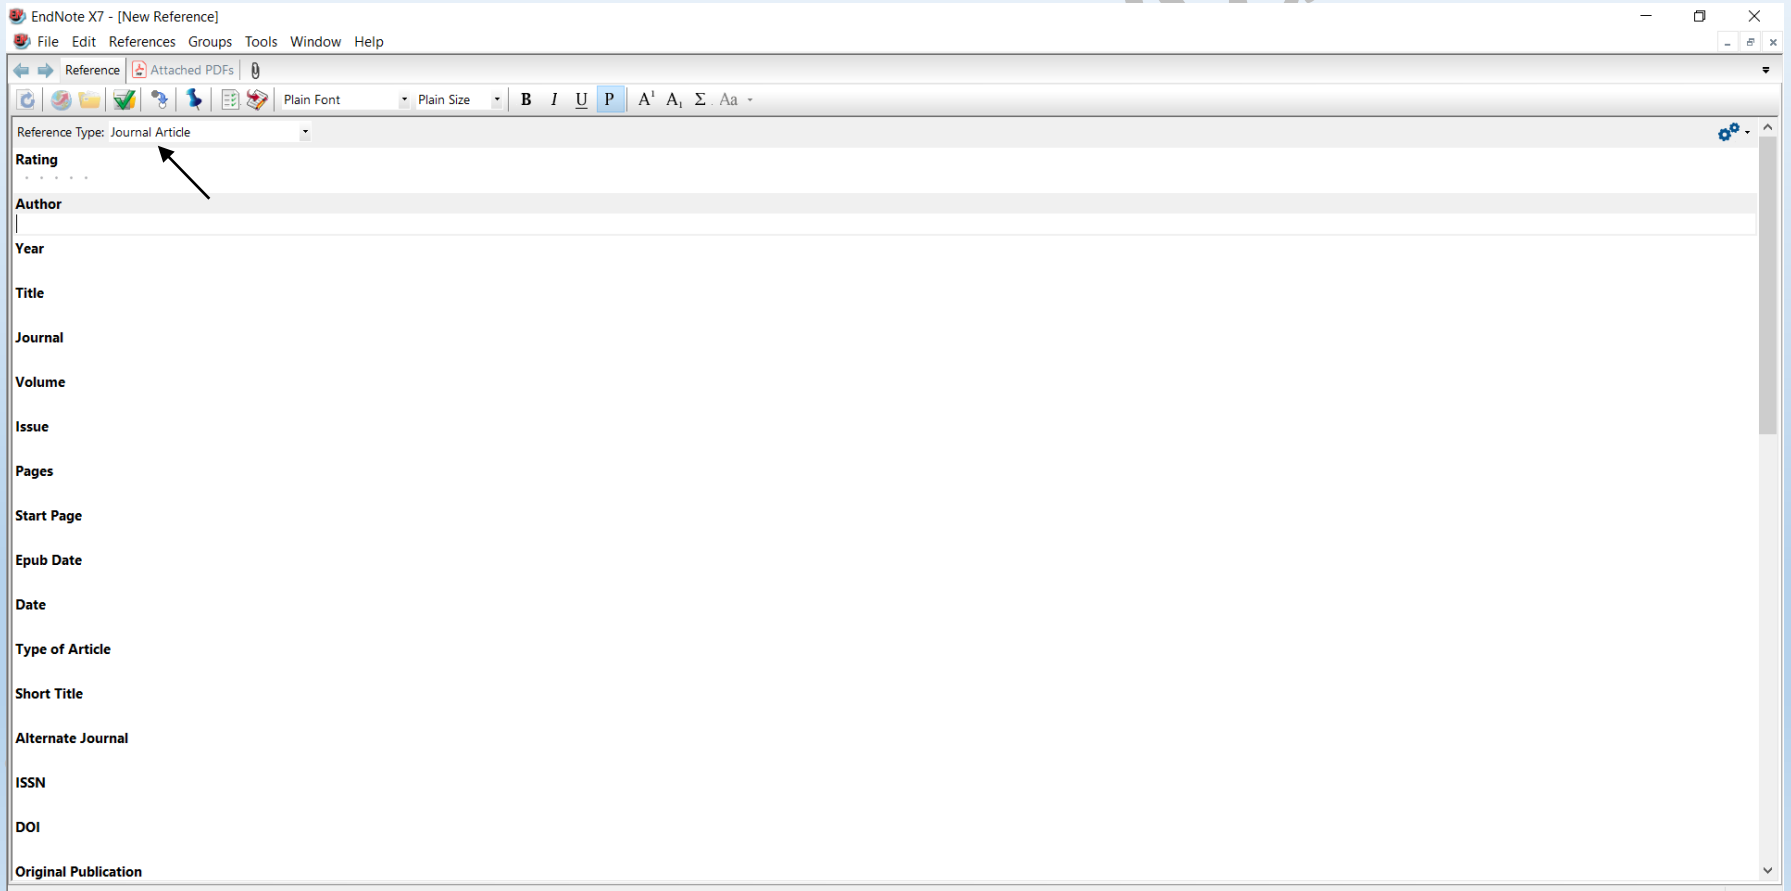 EndNote X7 - [New Reference]
File Edit References Groups Tools Window Help
Reference Attached PDFs
Plain Font Plain Size B I U P A¹ A₁ Σ Aa
Reference Type: Journal Article
Rating
Author
Year
Title
Journal
Volume
Issue
Pages
Start Page
Epub Date
Date
Type of Article
Short Title
Alternate Journal
ISSN
DOI
Original Publication